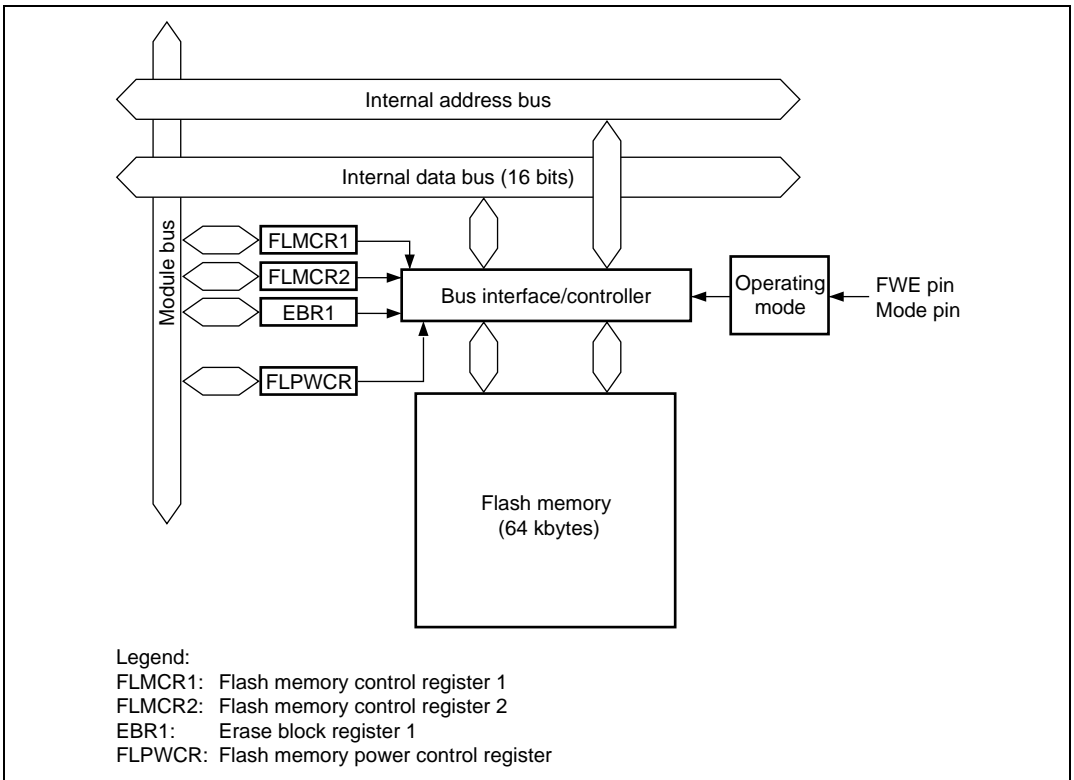 Internal address bus
Internal data bus (16 bits)
Module bus
FLMCR1
FLMCR2
EBR1
FLPWCR
Bus interface/controller
Operating
mode
FWE pin
Mode pin
Flash memory
(64 kbytes)
Legend:
FLMCR1: Flash memory control register 1
FLMCR2: Flash memory control register 2
EBR1: Erase block register 1
FLPWCR: Flash memory power control register